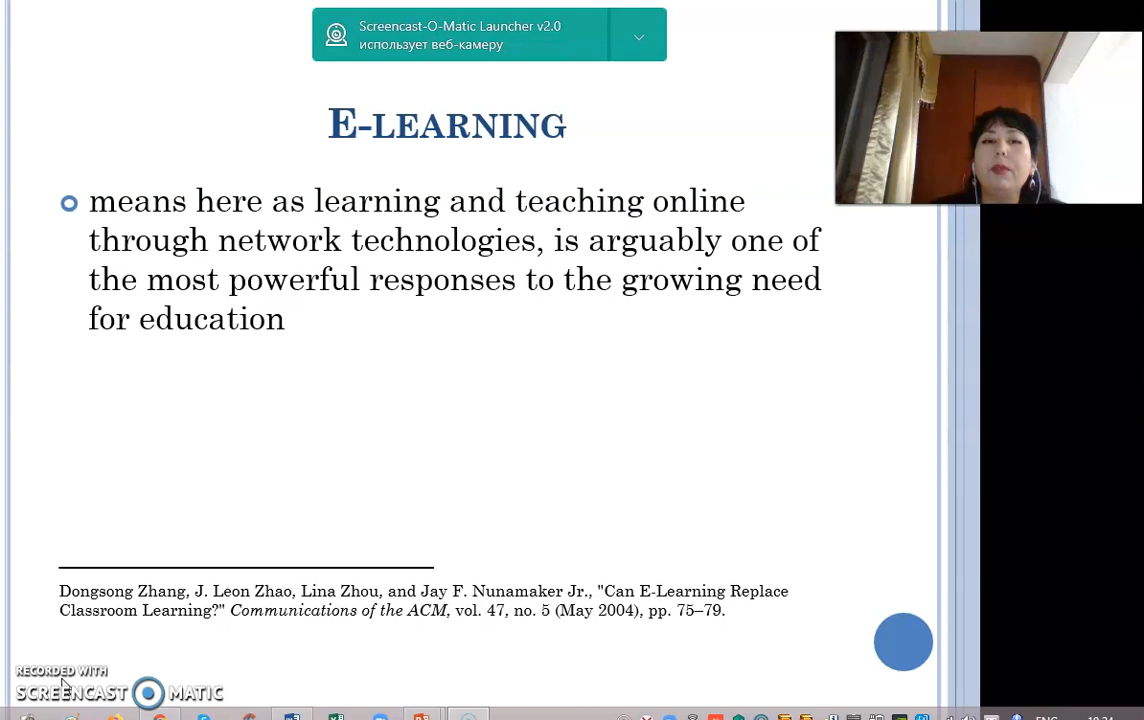 Screencast-O-Matic Launcher v2.0
использует веб-камеру
E-LEARNING
means here as learning and teaching online
through network technologies, is arguably one of
the most powerful responses to the growing need
for education
Dongsong Zhang, J. Leon Zhao, Lina Zhou, and Jay F. Nunamaker Jr., "Can E-Learning Replace
Classroom Learning?" Communications of the ACM, vol. 47, no. 5 (May 2004), pp. 75–79.
RECORDED WITH
SCREENCAST MATIC